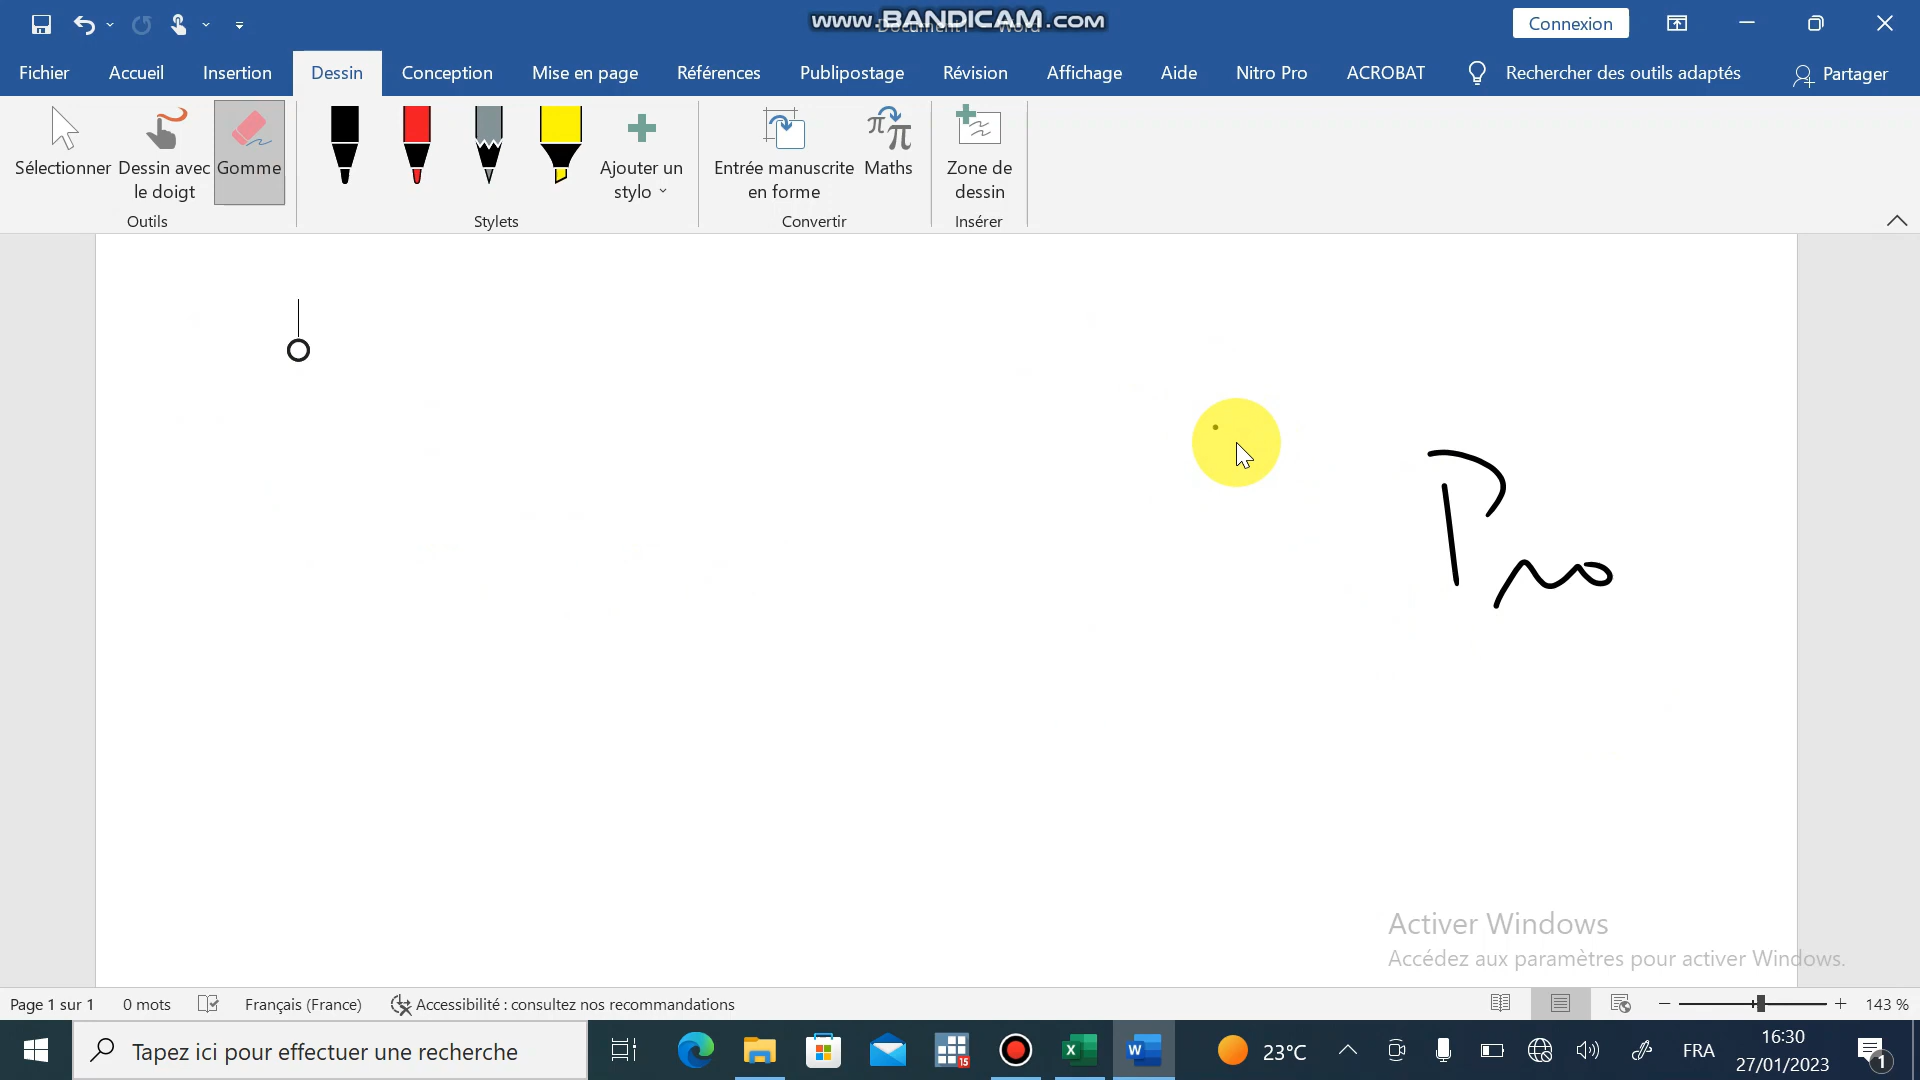 www.BANDICAM.com
Connexion
Fichier Accueil Insertion Dessin Conception Mise en page Références Publipostage Révision Affichage Aide Nitro Pro ACROBAT Rechercher des outils adaptés Partager
Sélectionner Dessin avec le doigt Gomme Ajouter un stylo Entrée manuscrite en forme Maths Zone de dessin
Outils Stylets Convertir Insérer
Activer Windows
Accédez aux paramètres pour activer Windows.
Page 1 sur 1 0 mots Français (France) Accessibilité : consultez nos recommandations 143 %
Tapez ici pour effectuer une recherche 15 23°C FRA 16:30
27/01/2023 1